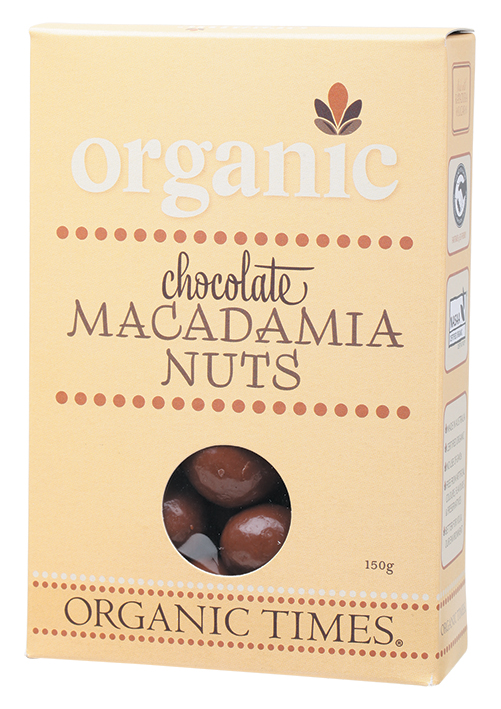 organic
chocolate
MACADAMIA
NUTS
150g
ORGANIC TIMES®